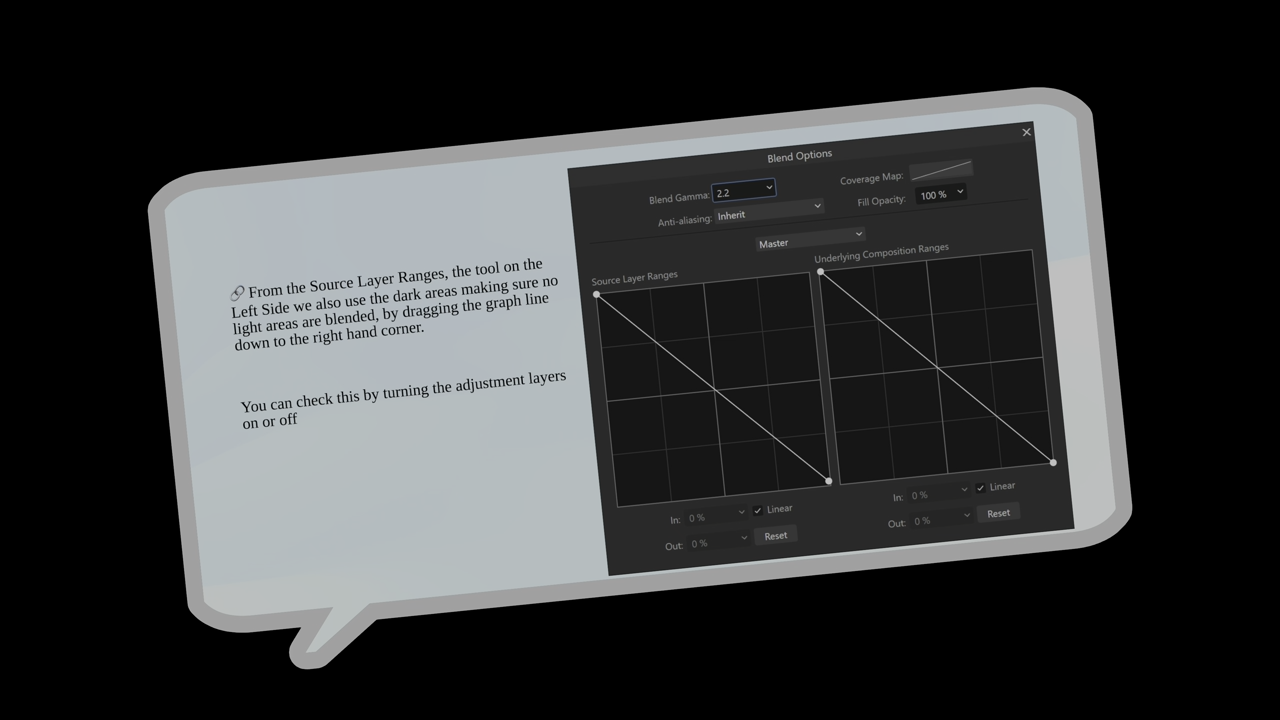 🔗 From the Source Layer Ranges, the tool on the
Left Side we also use the dark areas making sure no
light areas are blended, by dragging the graph line
down to the right hand corner.
You can check this by turning the adjustment layers
on or off
Blend Options
Blend Gamma: 2.2
Coverage Map:
Anti-aliasing: Inherit
Fill Opacity: 100 %
Master
Source Layer Ranges
Underlying Composition Ranges
In: 0 % Linear
Out: 0 % Reset
In: 0 % Linear
Out: 0 % Reset